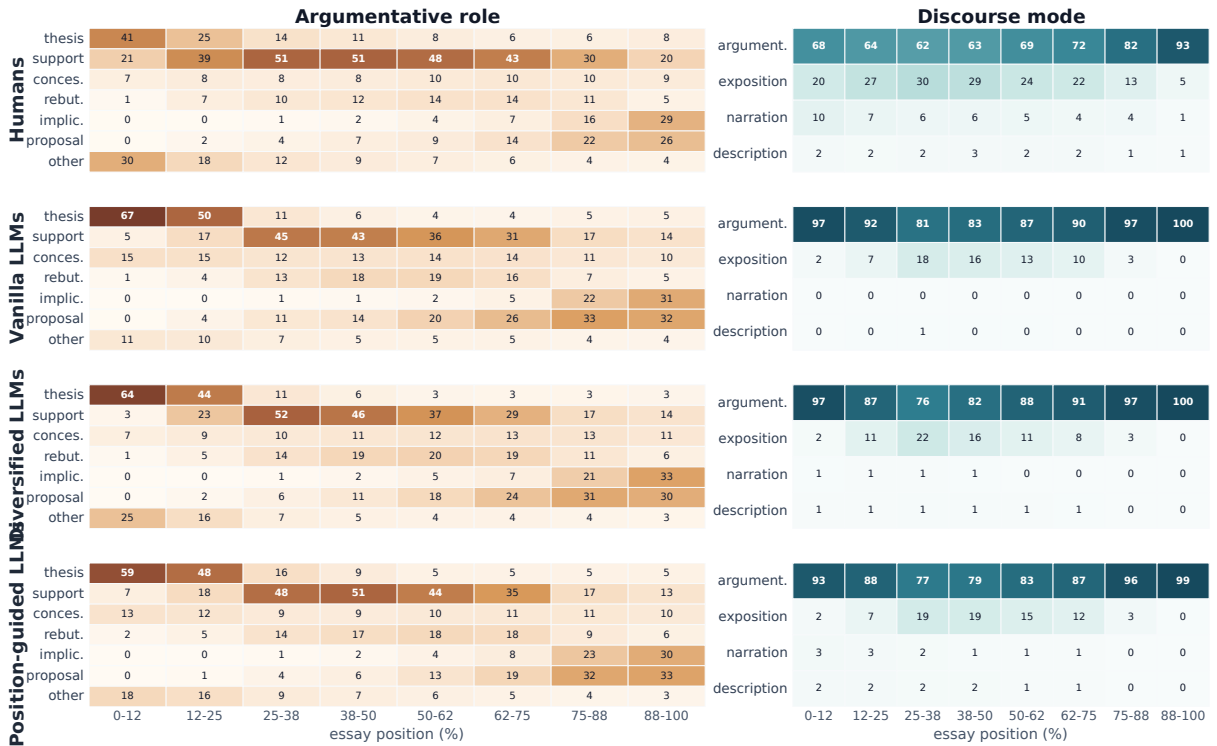 Argumentative role Discourse mode
Humans
thesis 41 25 14 11 8 6 6 8
support 21 39 51 51 48 43 30 20
conces. 7 8 8 8 10 10 10 9
rebut. 1 7 10 12 14 14 11 5
implic. 0 0 1 2 4 7 16 29
proposal 0 2 4 7 9 14 22 26
other 30 18 12 9 7 6 4 4
argument. 68 64 62 63 69 72 82 93
exposition 20 27 30 29 24 22 13 5
narration 10 7 6 6 5 4 4 1
description 2 2 2 3 2 2 1 1
Vanilla LLMs
thesis 67 50 11 6 4 4 5 5
support 5 17 45 43 36 31 17 14
conces. 15 15 12 13 14 14 11 10
rebut. 1 4 13 18 19 16 7 5
implic. 0 0 1 1 2 5 22 31
proposal 0 4 11 14 20 26 33 32
other 11 10 7 5 5 5 4 4
argument. 97 92 81 83 87 90 97 100
exposition 2 7 18 16 13 10 3 0
narration 0 0 0 0 0 0 0 0
description 0 0 1 0 0 0 0 0
Diversified LLMs
thesis 64 44 11 6 3 3 3 3
support 3 23 52 46 37 29 17 14
conces. 7 9 10 11 12 13 13 11
rebut. 1 5 14 19 20 19 11 6
implic. 0 0 1 2 5 7 21 33
proposal 0 2 6 11 18 24 31 30
other 25 16 7 5 4 4 4 3
argument. 97 87 76 82 88 91 97 100
exposition 2 11 22 16 11 8 3 0
narration 1 1 1 1 0 0 0 0
description 1 1 1 1 1 1 0 0
Position-guided LLMs
thesis 59 48 16 9 5 5 5 5
support 7 18 48 51 44 35 17 13
conces. 13 12 9 9 10 11 11 10
rebut. 2 5 14 17 18 18 9 6
implic. 0 0 1 2 4 8 23 30
proposal 0 1 4 6 13 19 32 33
other 18 16 9 7 6 5 4 3
0-12 12-25 25-38 38-50 50-62 62-75 75-88 88-100
essay position (%)
argument. 93 88 77 79 83 87 96 99
exposition 2 7 19 19 15 12 3 0
narration 3 3 2 1 1 1 0 0
description 2 2 2 2 1 1 0 0
0-12 12-25 25-38 38-50 50-62 62-75 75-88 88-100
essay position (%)